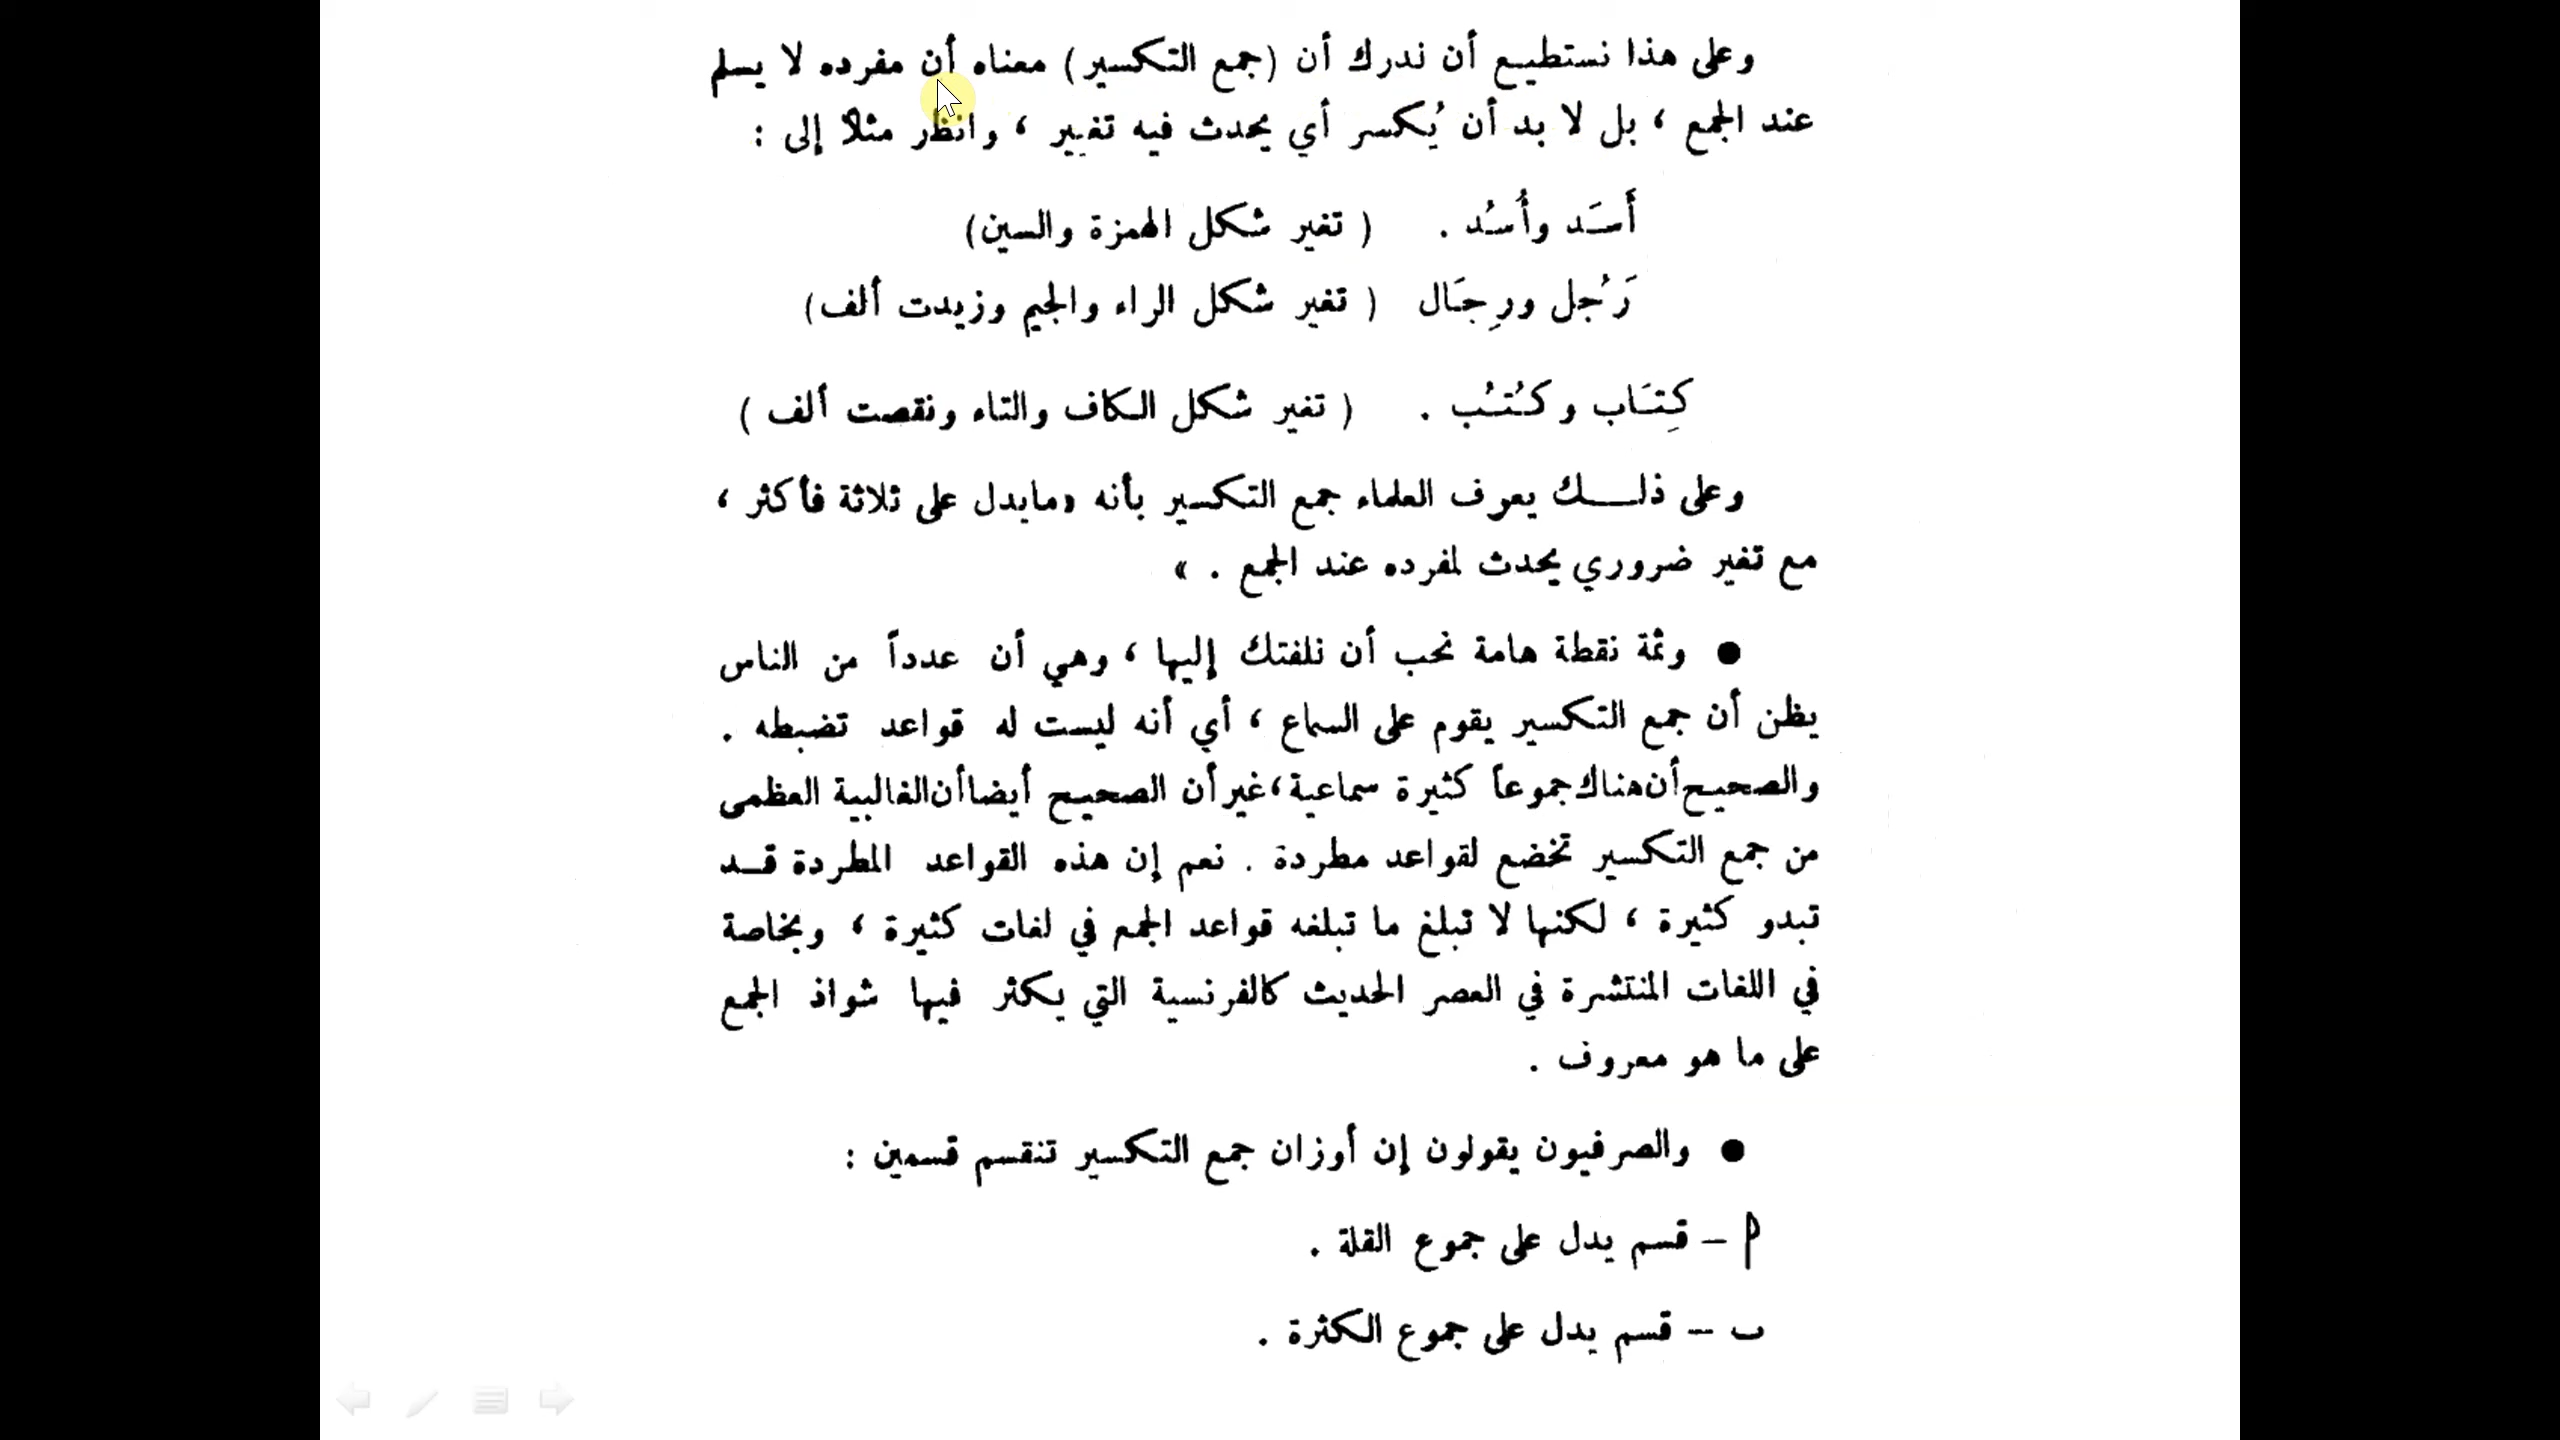 وعلى هذا نستطيع أن ندرك أن (جمع التكسير) معناه أن مفرده لا يسلم
عند الجمع ، بل لا بد أن يُكسر أي يحدث فيه تغيير ، وانظر مثلاً إلى :
أَسَد وأُسُد . ( تغير شكل الهمزة والسين)
رَجُل ورِجَال ( تغير شكل الراء والجيم وزيدت ألف)
كِتَاب وكُتُب . ( تغير شكل الكاف والتاء ونقصت ألف )
وعلى ذلك يعرف العلماء جمع التكسير بأنه «مايدل على ثلاثة فأكثر ،
مع تغير ضروري يحدث لمفرده عند الجمع . »
● وثمة نقطة هامة نحب أن نلفتك إليها ، وهي أن عدداً من الناس
يظن أن جمع التكسير يقوم على السماع ، أي أنه ليست له قواعد تضبطه .
والصحيح أن هناك جموعاً كثيرة سماعية، غير أن الصحيح أيضا أن الغالبية العظمى
من جمع التكسير تخضع لقواعد مطردة . نعم إن هذه القواعد المطردة قد
تبدو كثيرة ، لكنها لا تبلغ ما تبلغه قواعد الجمع في لغات كثيرة ، وبخاصة
في اللغات المنتشرة في العصر الحديث كالفرنسية التي يكثر فيها شواذ الجمع
على ما هو معروف .
● والصرفيون يقولون إن أوزان جمع التكسير تنقسم قسمين :
أ – قسم يدل على جموع القلة .
ب – قسم يدل على جموع الكثرة .